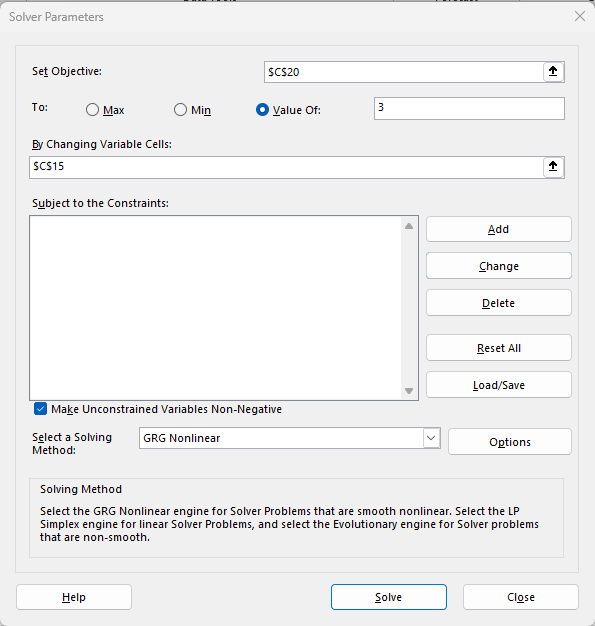 Solver Parameters
Set Objective:
$C$20
To:
Max
Min
Value Of:
3
By Changing Variable Cells:
$C$15
Subject to the Constraints:
Add
Change
Delete
Reset All
Load/Save
Make Unconstrained Variables Non-Negative
Select a Solving
Method:
GRG Nonlinear
Options
Solving Method
Select the GRG Nonlinear engine for Solver Problems that are smooth nonlinear. Select the LP
Simplex engine for linear Solver Problems, and select the Evolutionary engine for Solver problems
that are non-smooth.
Help
Solve
Close